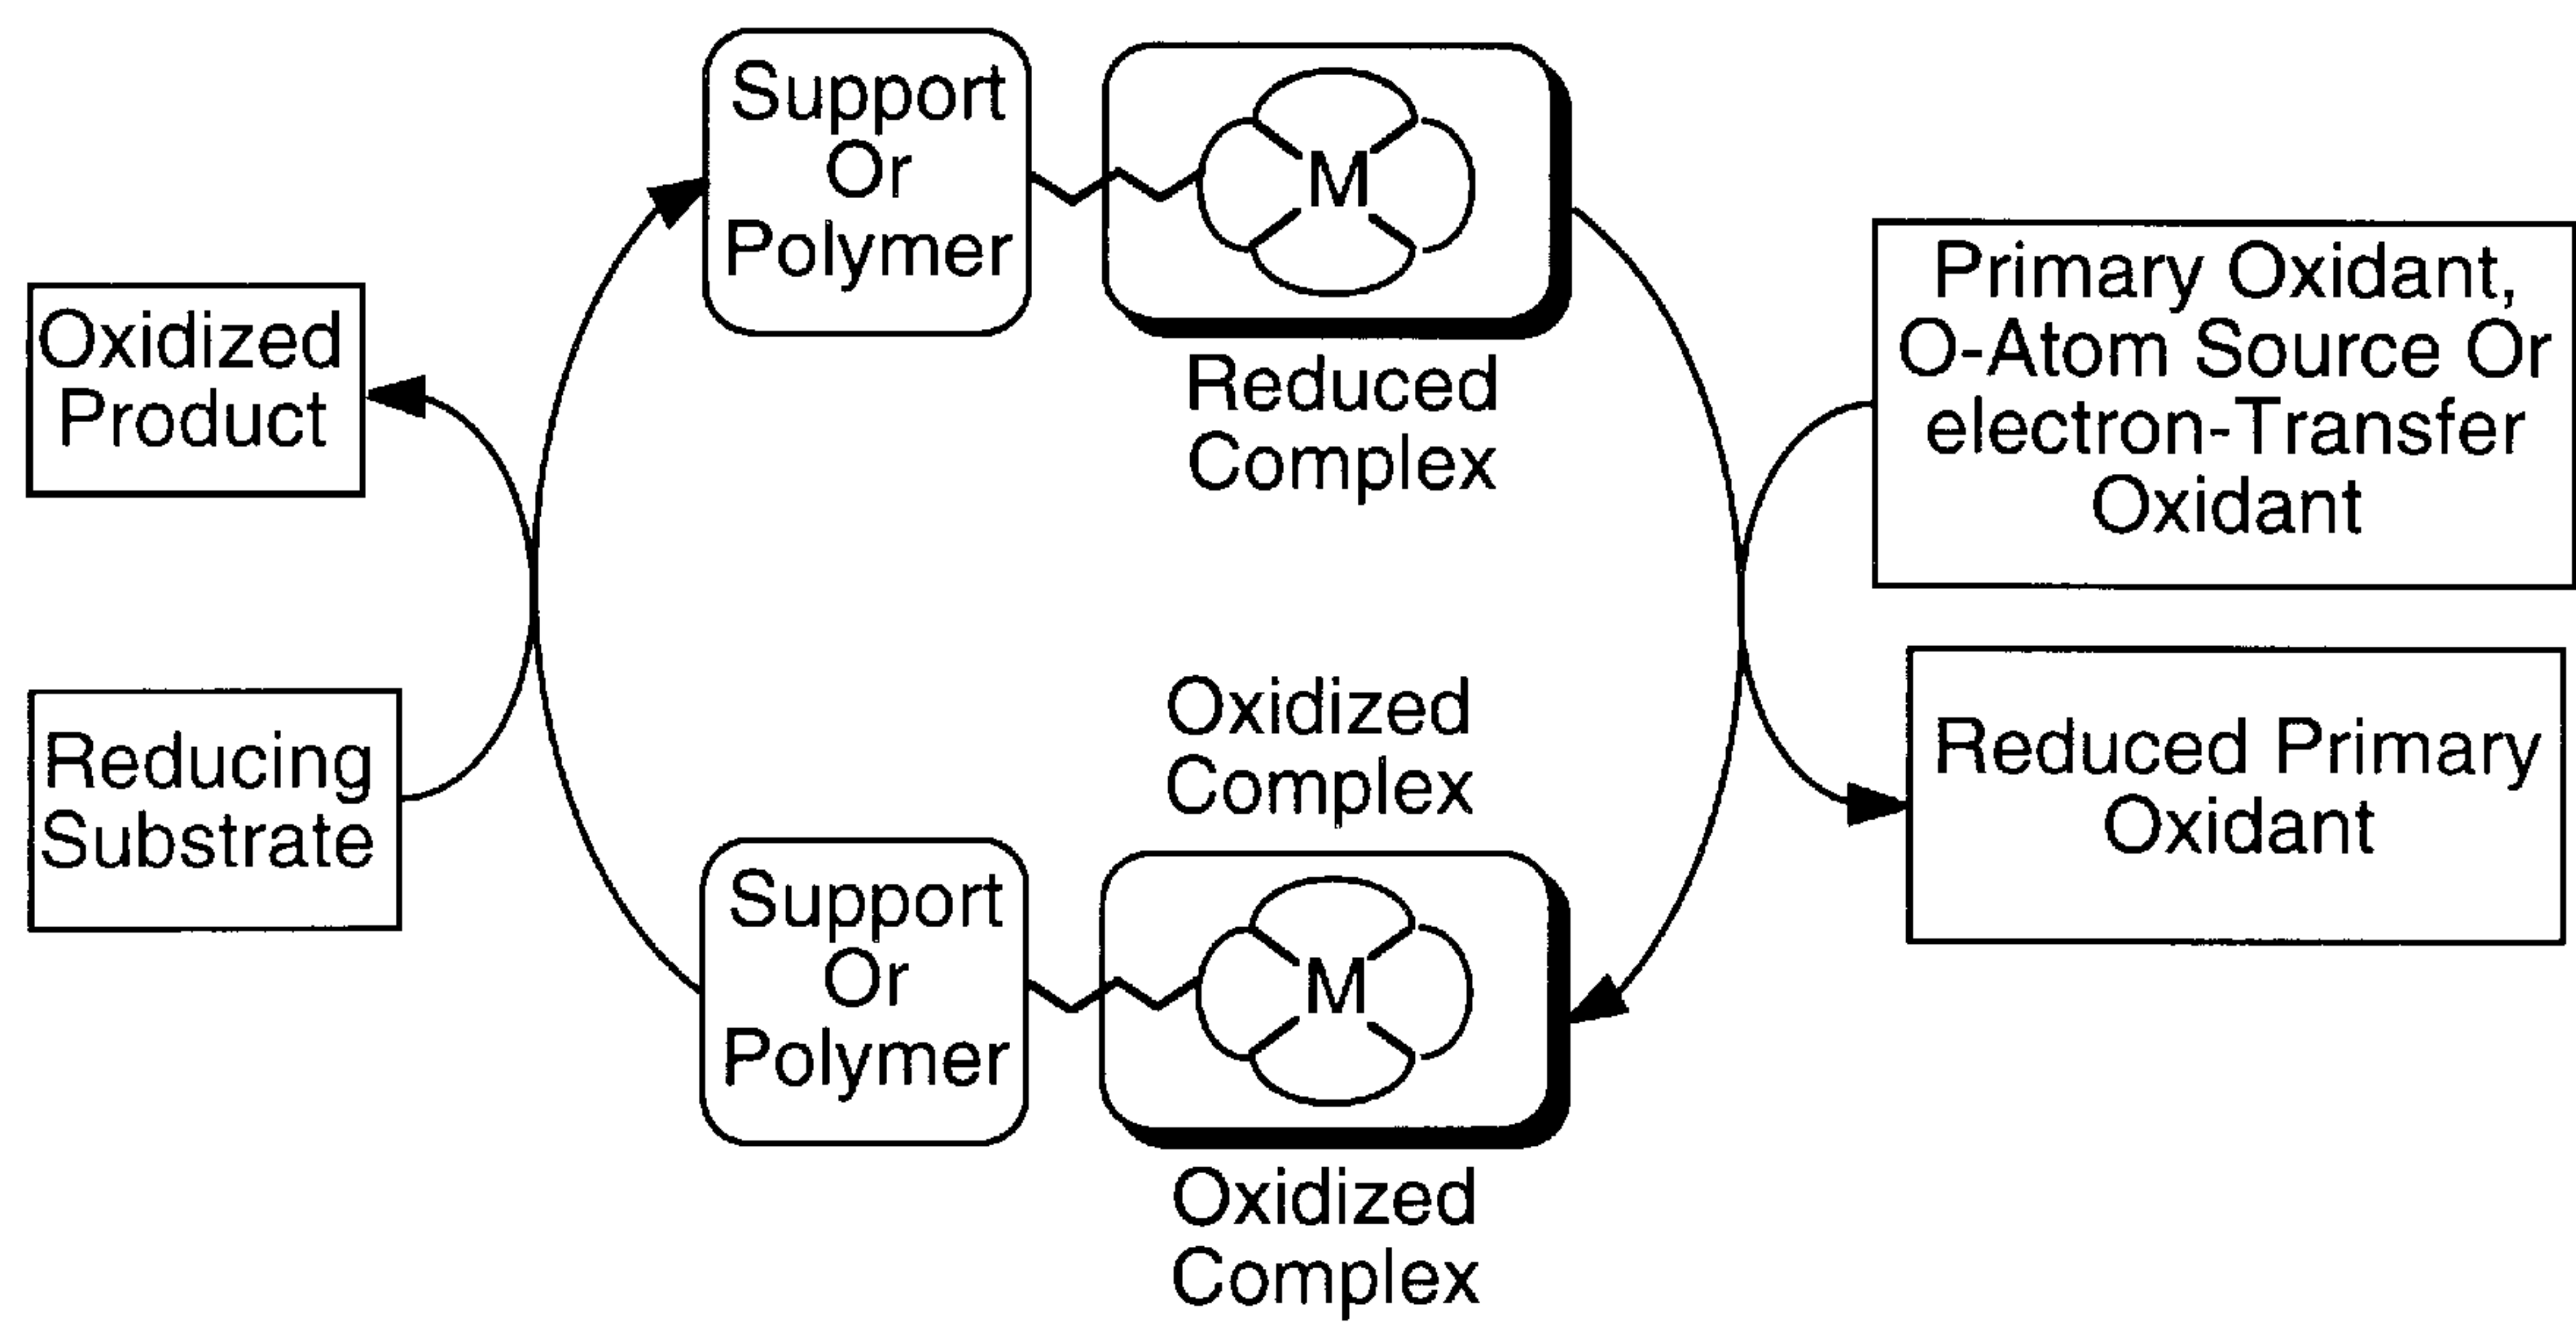 Support
Or
Polymer
M
Reduced
Complex
Primary Oxidant,
O-Atom Source Or
electron-Transfer
Oxidant
Oxidized
Product
Reducing
Substrate
Oxidized
Complex
Reduced Primary
Oxidant
Support
Or
Polymer
M
Oxidized
Complex